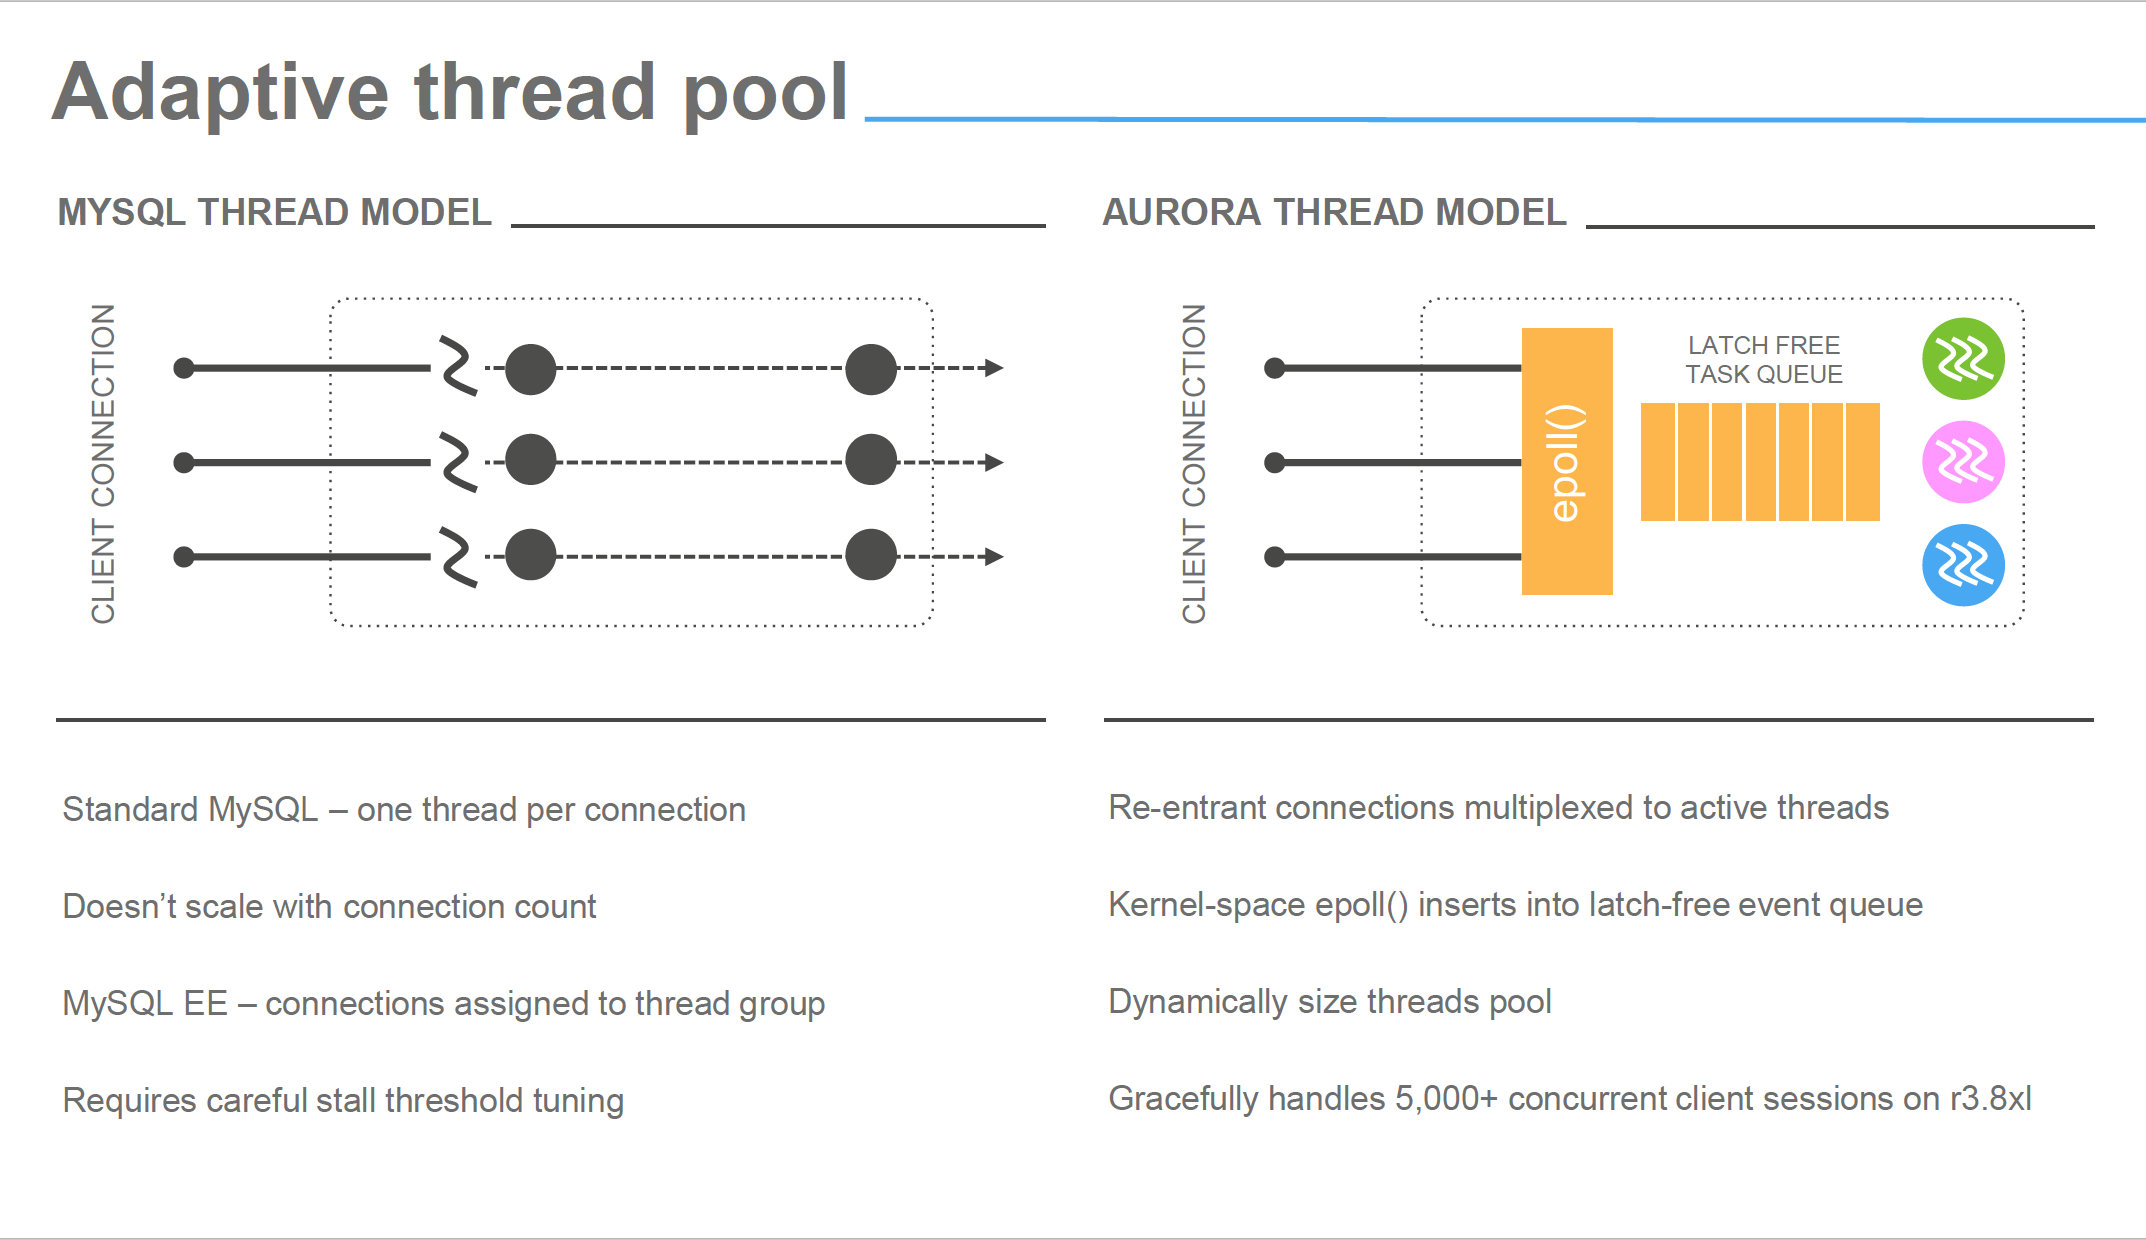 Adaptive thread pool
MYSQL THREAD MODEL
CLIENT CONNECTION
Standard MySQL – one thread per connection
Doesn’t scale with connection count
MySQL EE – connections assigned to thread group
Requires careful stall threshold tuning
AURORA THREAD MODEL
CLIENT CONNECTION
epoll()
LATCH FREE
TASK QUEUE
Re-entrant connections multiplexed to active threads
Kernel-space epoll() inserts into latch-free event queue
Dynamically size threads pool
Gracefully handles 5,000+ concurrent client sessions on r3.8xl